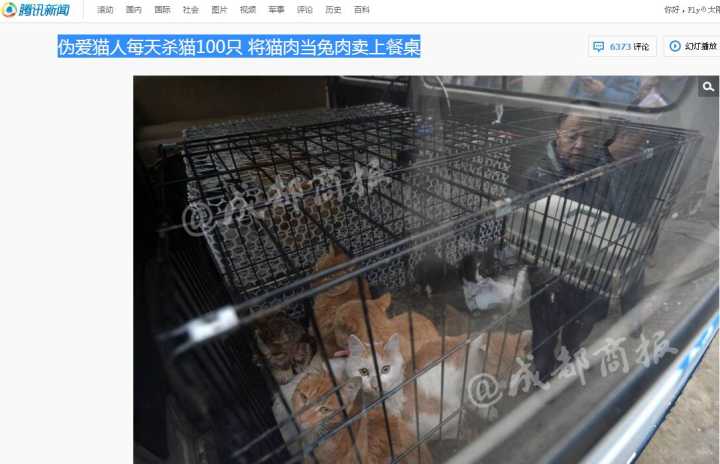 腾讯新闻 滚动 国内 国际 社会 图片 视频 军事 评论 历史 百科 你好，Fly
伪爱猫人每天杀猫100只 将猫肉当兔肉卖上餐桌
6373 评论 幻灯播放
@成都商报
@成都商报